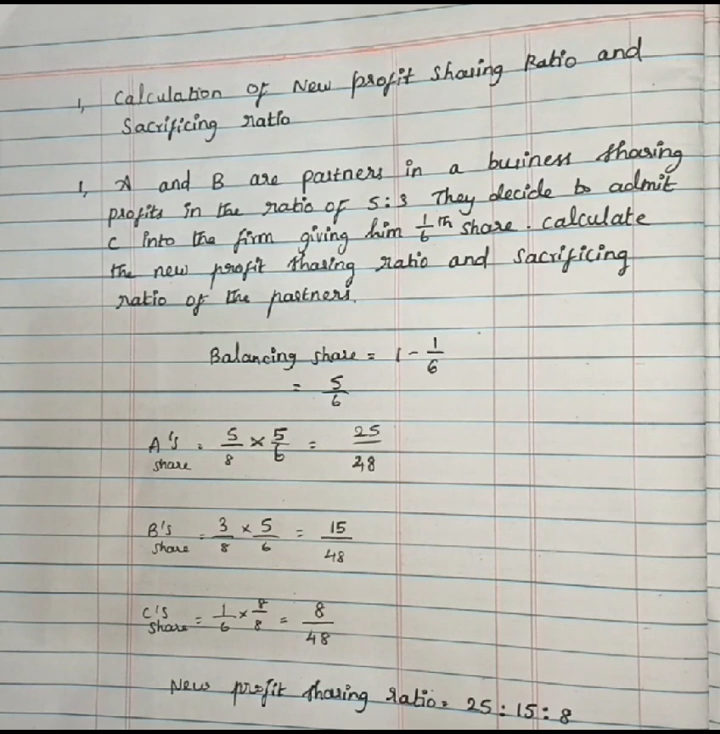 1, Calculation of New profit sharing Ratio and
Sacrificing ratio
1, A and B are partners in a business sharing
profits in the ratio of 5:3 They decide to admit
C into the firm giving him 1/6 th share. calculate
the new profit sharing ratio and sacrificing
ratio of the partners.
Balancing share = 1 - 1/6
= 5/6
A's share = 5/8 × 5/6 = 25/48
B's share = 3/8 × 5/6 = 15/48
C's share = 1/6 × 8/8 = 8/48
New profit sharing ratio = 25:15:8